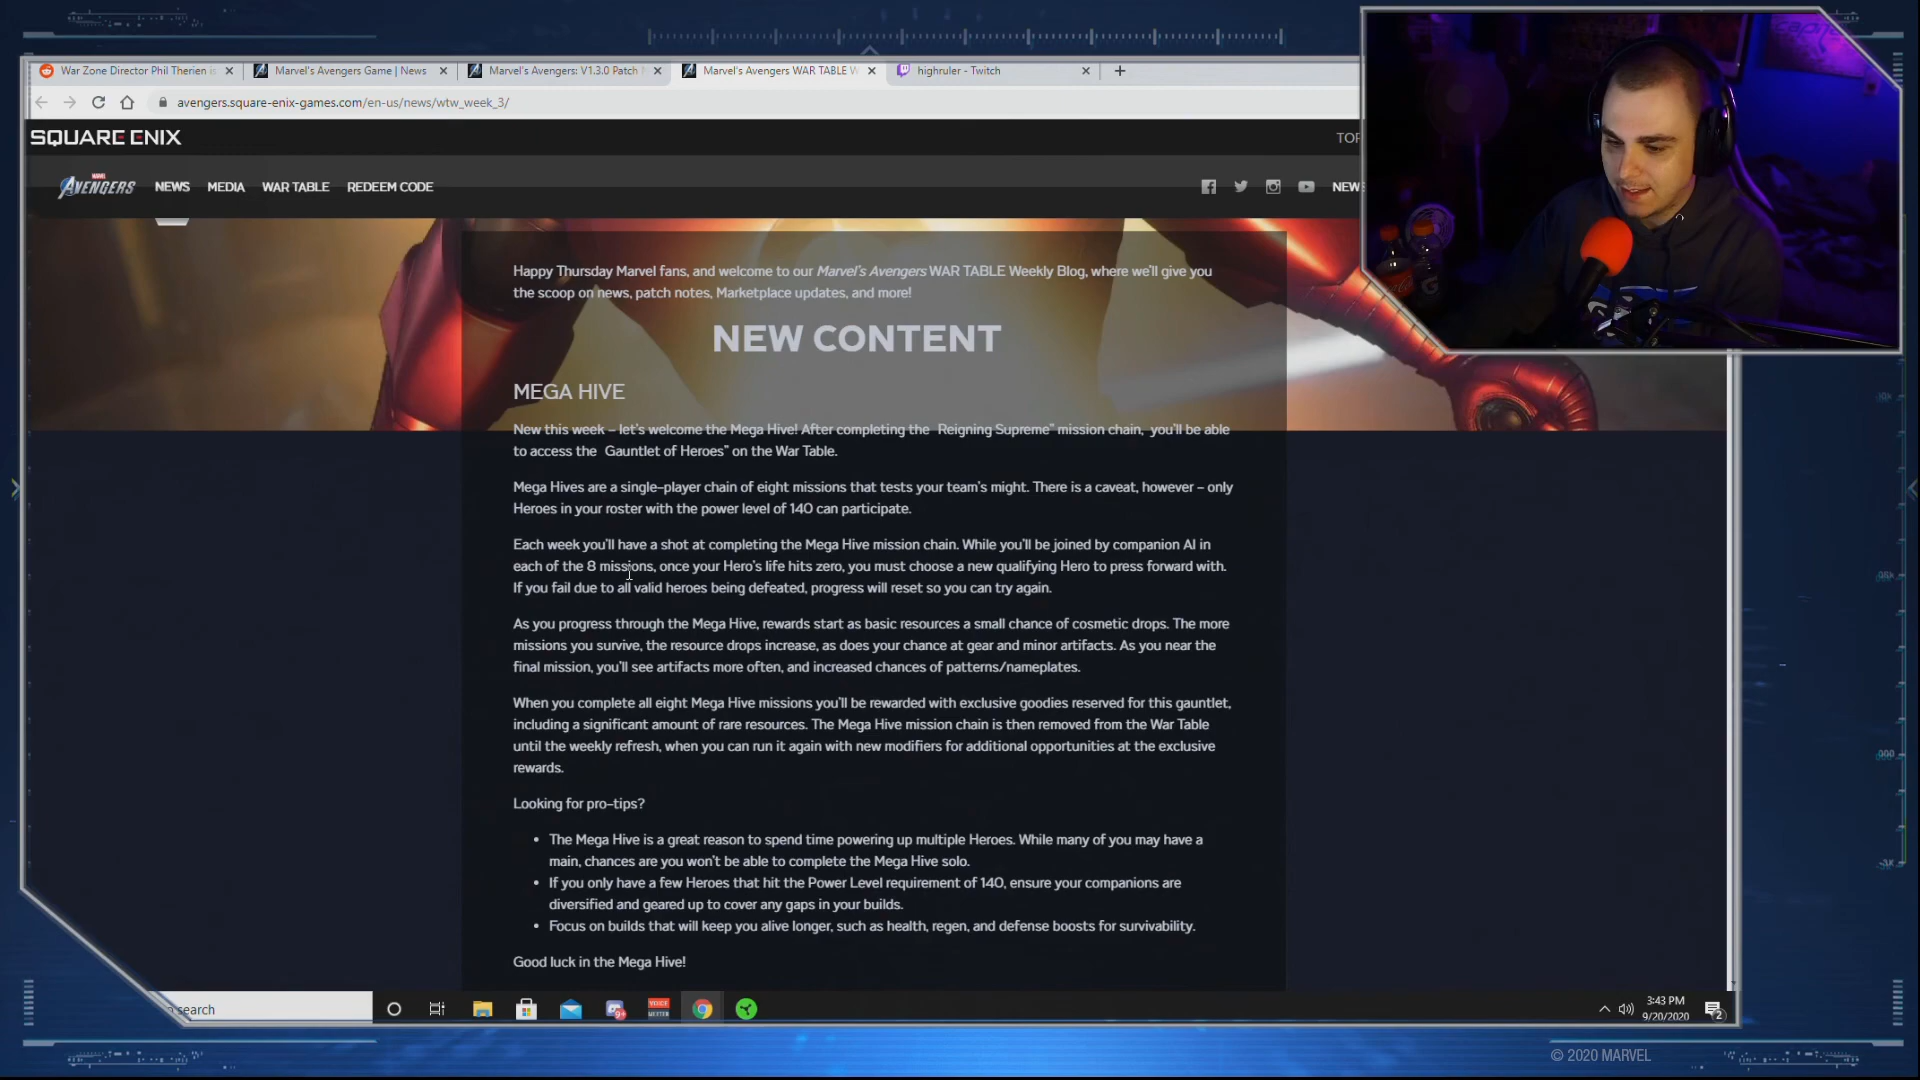 War Zone Director Phil Therien is
Marvel's Avengers Game | News
Marvel's Avengers: V1.3.0 Patch
Marvel's Avengers WAR TABLE W
highruler - Twitch
avengers.square-enix-games.com/en-us/news/wtw_week_3/
SQUARE ENIX
TOP
MARVEL
AVENGERS
NEWS
MEDIA
WAR TABLE
REDEEM CODE
NEW
Happy Thursday Marvel fans, and welcome to our Marvel's Avengers WAR TABLE Weekly Blog, where we'll give you
the scoop on news, patch notes, Marketplace updates, and more!
NEW CONTENT
MEGA HIVE
New this week – let's welcome the Mega Hive! After completing the Reigning Supreme" mission chain, you'll be able
to access the Gauntlet of Heroes" on the War Table.
Mega Hives are a single-player chain of eight missions that tests your team's might. There is a caveat, however – only
Heroes in your roster with the power level of 140 can participate.
Each week you'll have a shot at completing the Mega Hive mission chain. While you'll be joined by companion AI in
each of the 8 missions, once your Hero's life hits zero, you must choose a new qualifying Hero to press forward with.
If you fail due to all valid heroes being defeated, progress will reset so you can try again.
As you progress through the Mega Hive, rewards start as basic resources a small chance of cosmetic drops. The more
missions you survive, the resource drops increase, as does your chance at gear and minor artifacts. As you near the
final mission, you'll see artifacts more often, and increased chances of patterns/nameplates.
When you complete all eight Mega Hive missions you'll be rewarded with exclusive goodies reserved for this gauntlet,
including a significant amount of rare resources. The Mega Hive mission chain is then removed from the War Table
until the weekly refresh, when you can run it again with new modifiers for additional opportunities at the exclusive
rewards.
Looking for pro-tips?
• The Mega Hive is a great reason to spend time powering up multiple Heroes. While many of you may have a
main, chances are you won't be able to complete the Mega Hive solo.
• If you only have a few Heroes that hit the Power Level requirement of 140, ensure your companions are
diversified and geared up to cover any gaps in your builds.
• Focus on builds that will keep you alive longer, such as health, regen, and defense boosts for survivability.
Good luck in the Mega Hive!
search
9+
VOICE
MEETER
3:43 PM
9/20/2020
2
© 2020 MARVEL